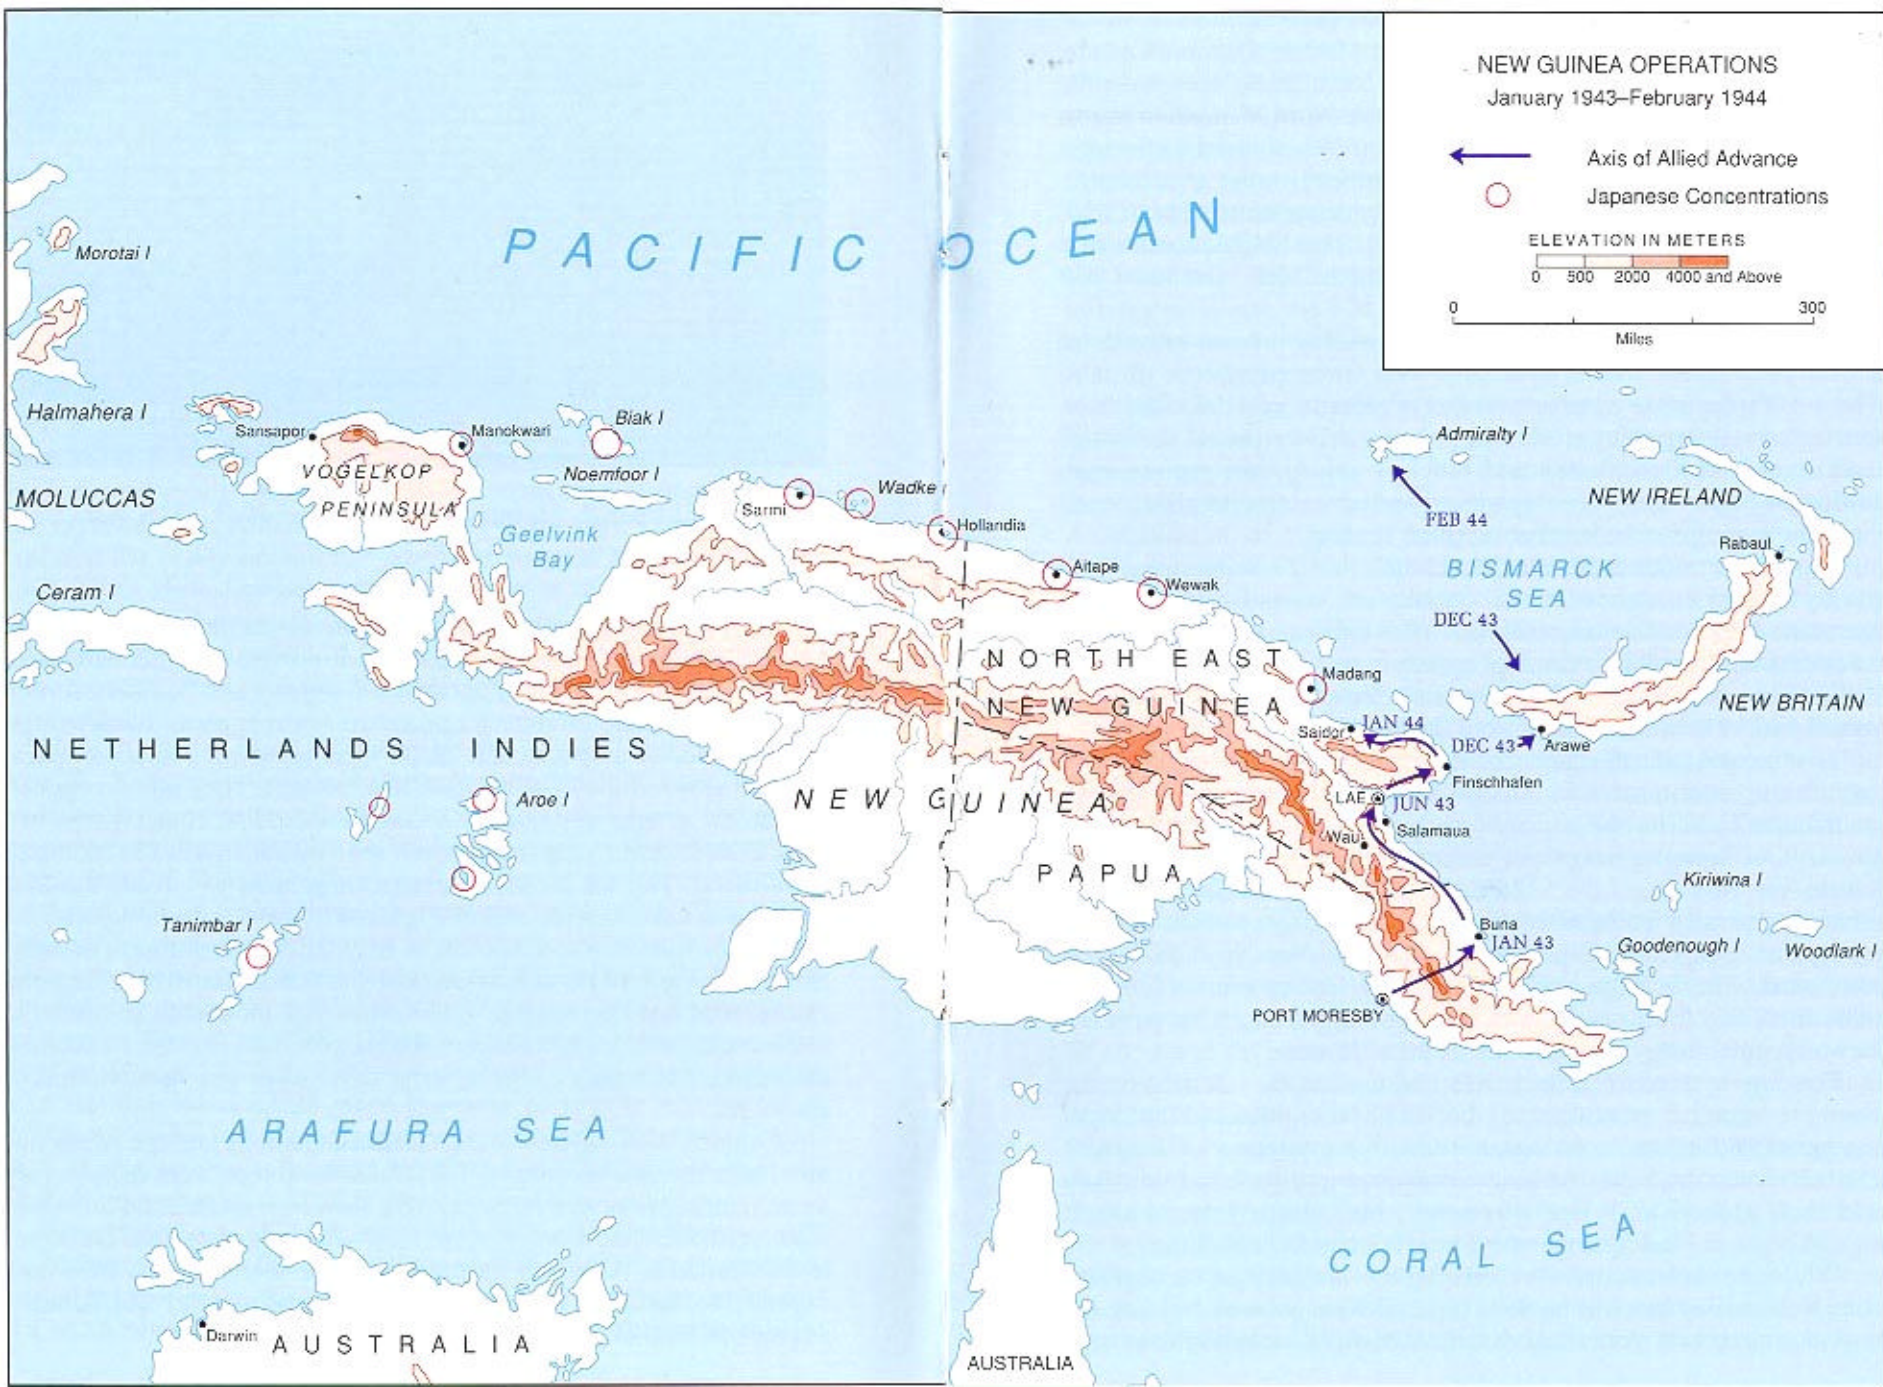 NEW GUINEA OPERATIONS
January 1943–February 1944
Axis of Allied Advance
Japanese Concentrations
ELEVATION IN METERS
0 500 2000 4000 and Above
0 300
Miles
PACIFIC OCEAN
Morotai I
Halmahera I
Sansapor
Manokwari
Biak I
Admiralty I
VOGELKOP
PENINSULA
Noemfoor I
MOLUCCAS
Sarmi
Wadke I
Hollandia
FEB 44
NEW IRELAND
Geelvink
Bay
Rabaul
Aitape
Wewak
BISMARCK
SEA
Ceram I
DEC 43
NORTH EAST
NEW GUINEA
Madang
NEW BRITAIN
Saidor
JAN 44
DEC 43
Arawe
NETHERLANDS INDIES
Finschhafen
Aroe I
NEW GUINEA
LAE
JUN 43
Salamaua
Wau
PAPUA
Kiriwina I
Tanimbar I
Buna
JAN 43
Goodenough I
Woodlark I
PORT MORESBY
ARAFURA SEA
CORAL SEA
Darwin
AUSTRALIA
AUSTRALIA